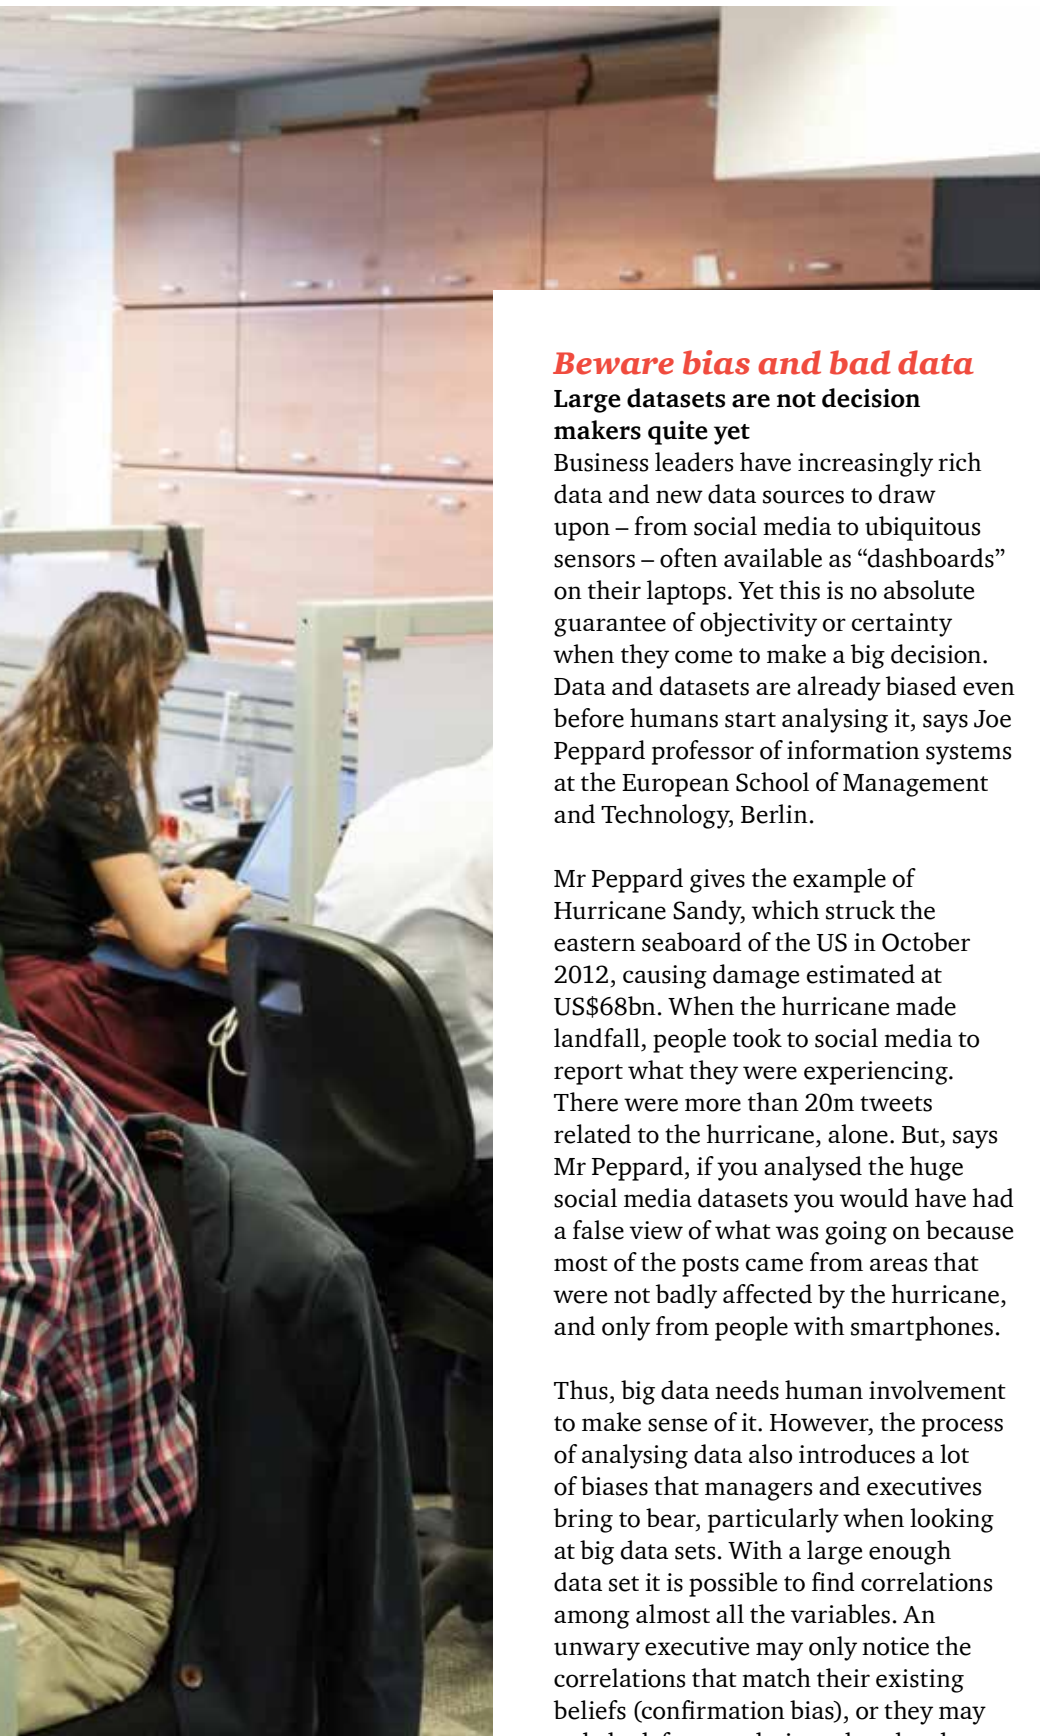 Beware bias and bad data
Large datasets are not decision
makers quite yet
Business leaders have increasingly rich
data and new data sources to draw
upon – from social media to ubiquitous
sensors – often available as “dashboards”
on their laptops. Yet this is no absolute
guarantee of objectivity or certainty
when they come to make a big decision.
Data and datasets are already biased even
before humans start analysing it, says Joe
Peppard professor of information systems
at the European School of Management
and Technology, Berlin.
Mr Peppard gives the example of
Hurricane Sandy, which struck the
eastern seaboard of the US in October
2012, causing damage estimated at
US$68bn. When the hurricane made
landfall, people took to social media to
report what they were experiencing.
There were more than 20m tweets
related to the hurricane, alone. But, says
Mr Peppard, if you analysed the huge
social media datasets you would have had
a false view of what was going on because
most of the posts came from areas that
were not badly affected by the hurricane,
and only from people with smartphones.
Thus, big data needs human involvement
to make sense of it. However, the process
of analysing data also introduces a lot
of biases that managers and executives
bring to bear, particularly when looking
at big data sets. With a large enough
data set it is possible to find correlations
among almost all the variables. An
unwary executive may only notice the
correlations that match their existing
beliefs (confirmation bias), or they may